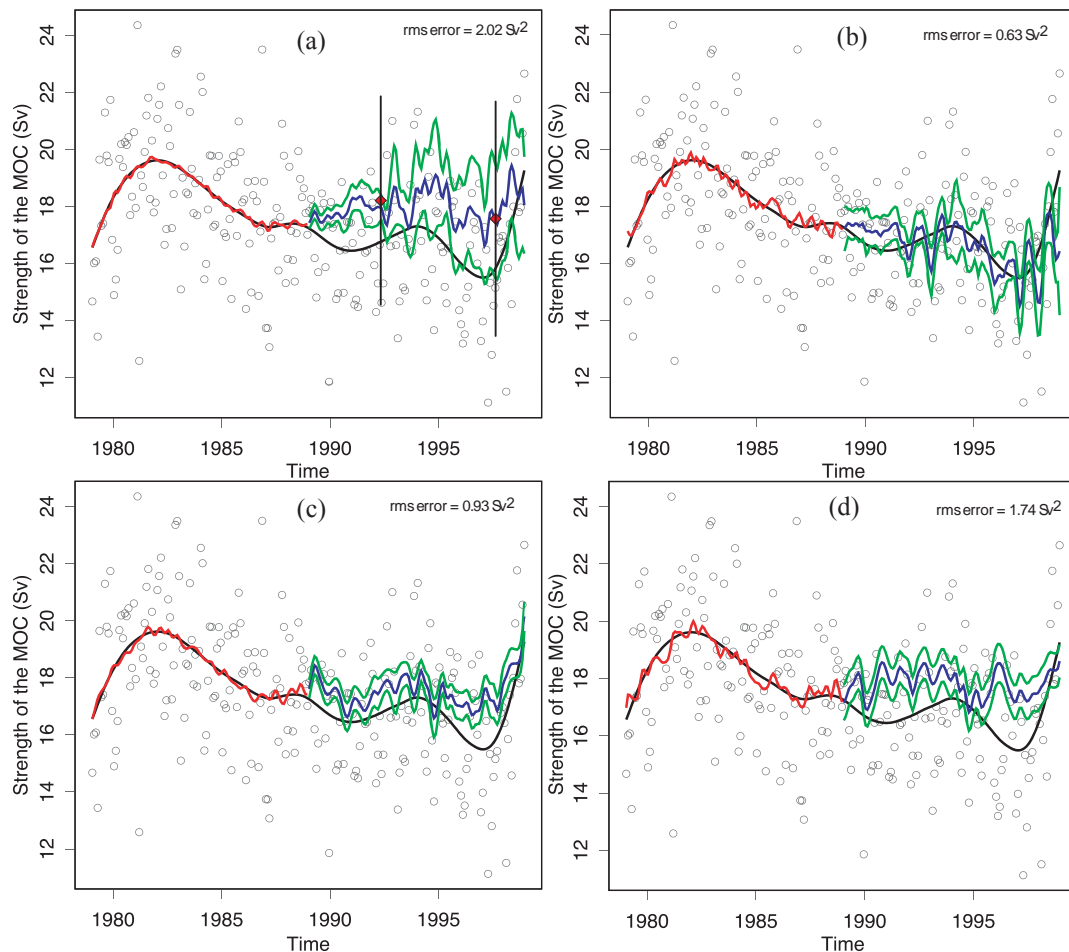 (a)
rms error = 2.02 Sv2
Strength of the MOC (Sv)
24
22
20
18
16
14
12
1980
1985
1990
1995
Time
(b)
rms error = 0.63 Sv2
Strength of the MOC (Sv)
24
22
20
18
16
14
12
1980
1985
1990
1995
Time
(c)
rms error = 0.93 Sv2
Strength of the MOC (Sv)
24
22
20
18
16
14
12
1980
1985
1990
1995
Time
(d)
rms error = 1.74 Sv2
Strength of the MOC (Sv)
24
22
20
18
16
14
12
1980
1985
1990
1995
Time